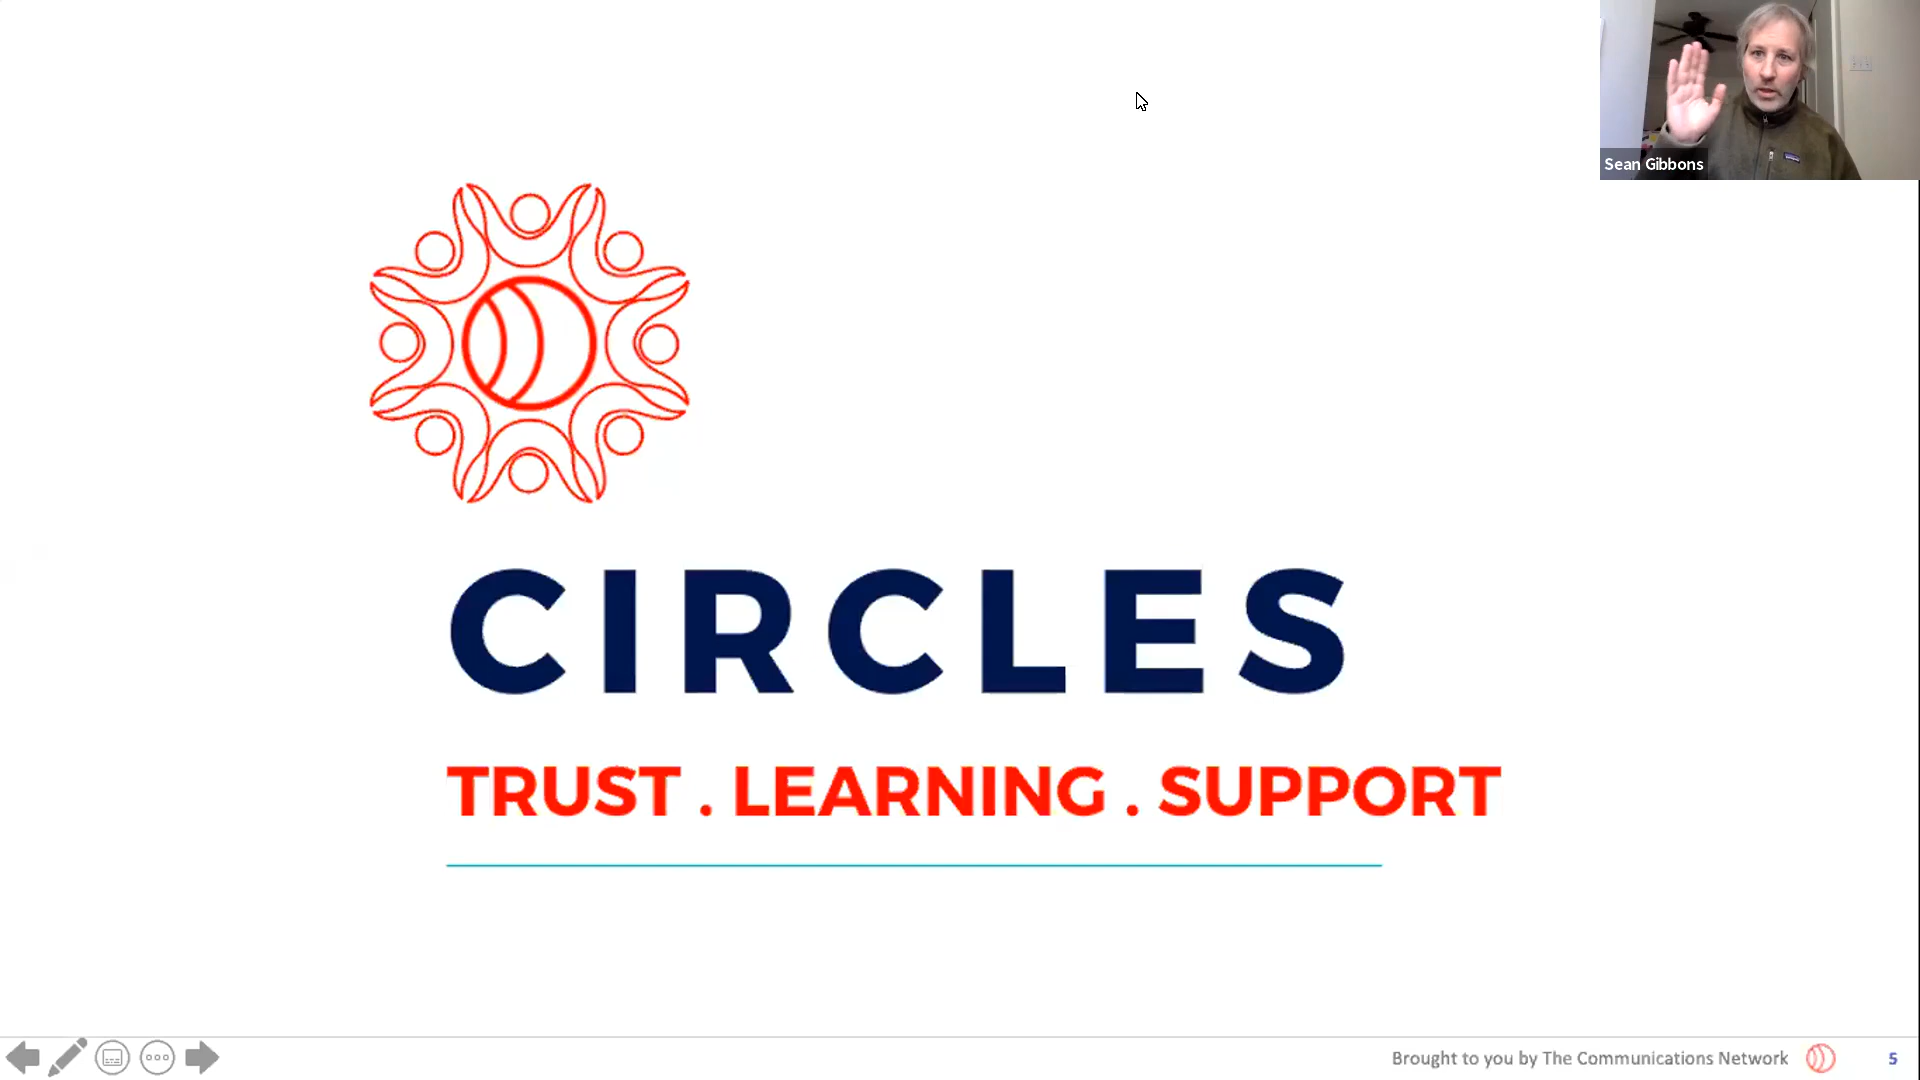 Sean Gibbons
CIRCLES
TRUST . LEARNING . SUPPORT
Brought to you by The Communications Network
5